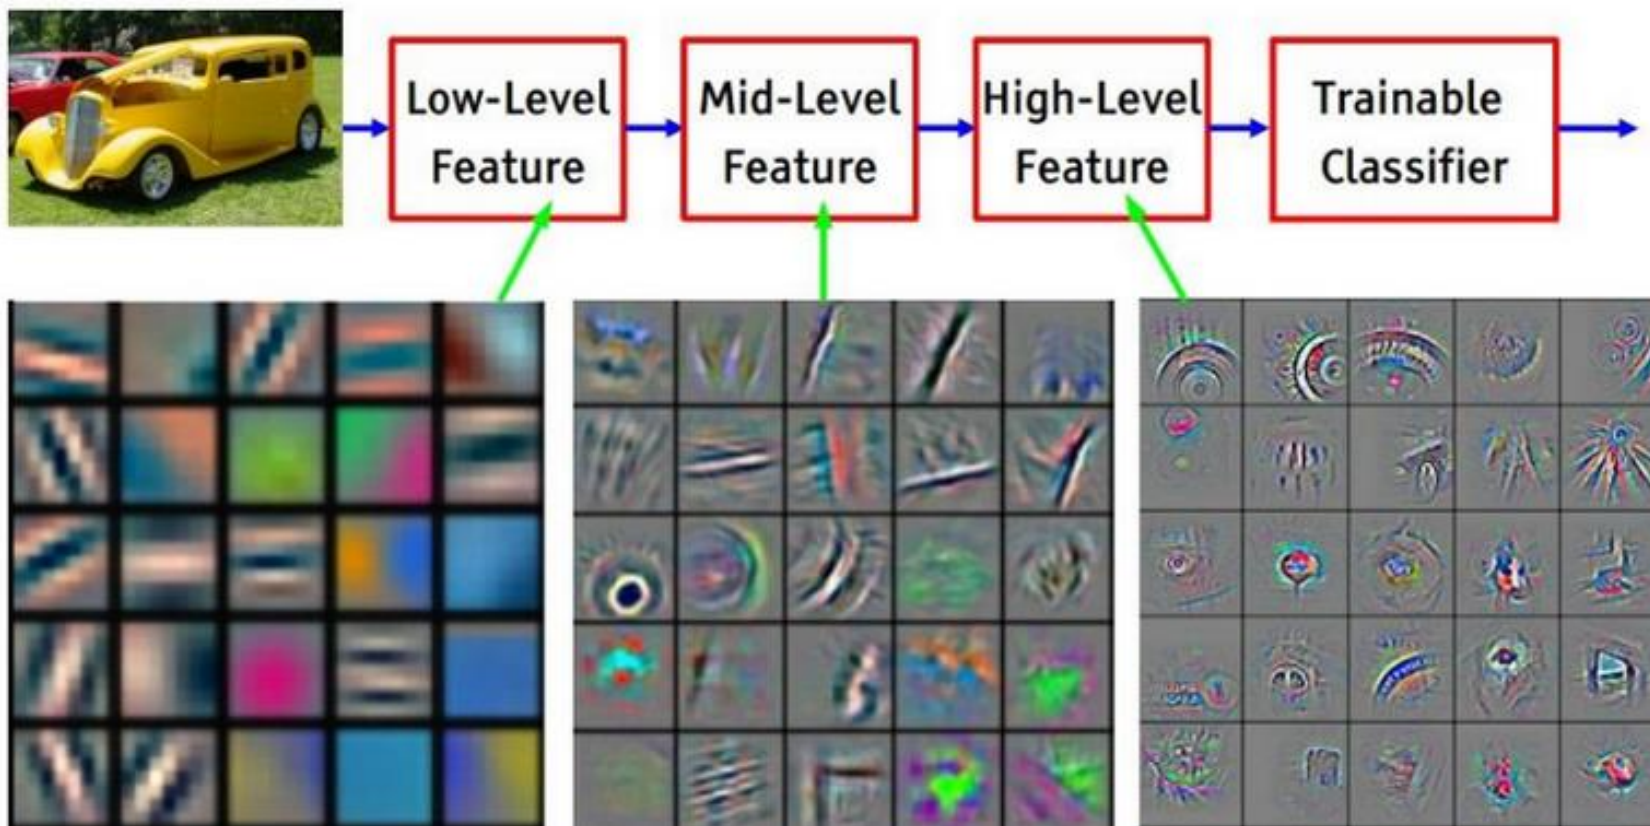 Low-Level
Feature
Mid-Level
Feature
High-Level
Feature
Trainable
Classifier